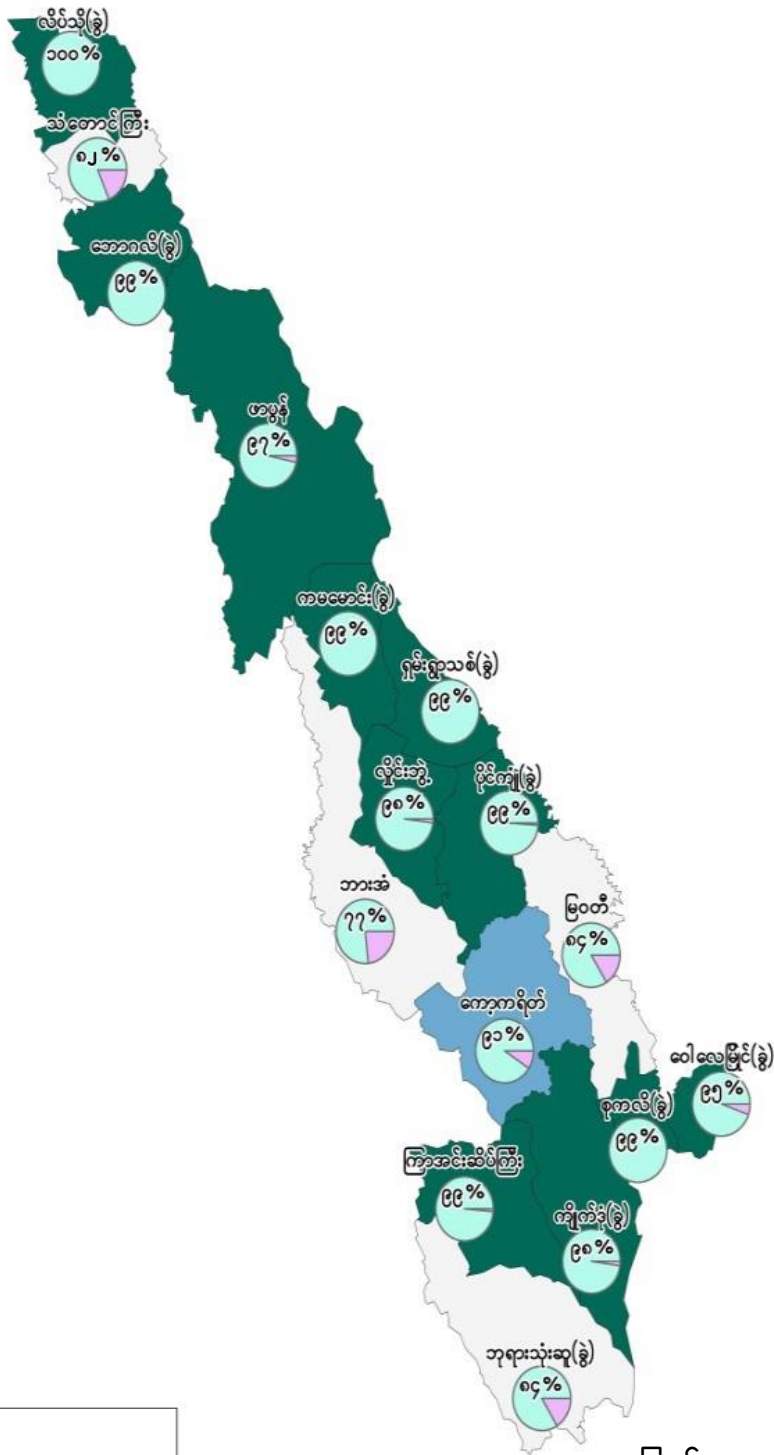 လိပ်သို(ခွဲ)
၁၀၀%
သံတောင်ကြီး
၈၂%
ဘောဂလိ(ခွဲ)
၉၉%
ဖာပွန်
၉၇%
ကမမောင်း(ခွဲ)
၉၉%
ရှမ်းရွာသစ်(ခွဲ)
၉၉%
လှိုင်းဘွဲ့
၉၈%
ပိုင်ကျုံ(ခွဲ)
၉၉%
ဘားအံ
၇၇%
မြဝတီ
၈၄%
ကော့ကရိတ်
၉၁%
ဝေါလေမြိုင်(ခွဲ)
၉၅%
စုကလိ(ခွဲ)
၉၉%
ကြာအင်းဆိပ်ကြီး
၉၉%
ကျိုက်ဒုံ(ခွဲ)
၉၈%
ဘုရားသုံးဆူ(ခွဲ)
၈၄%